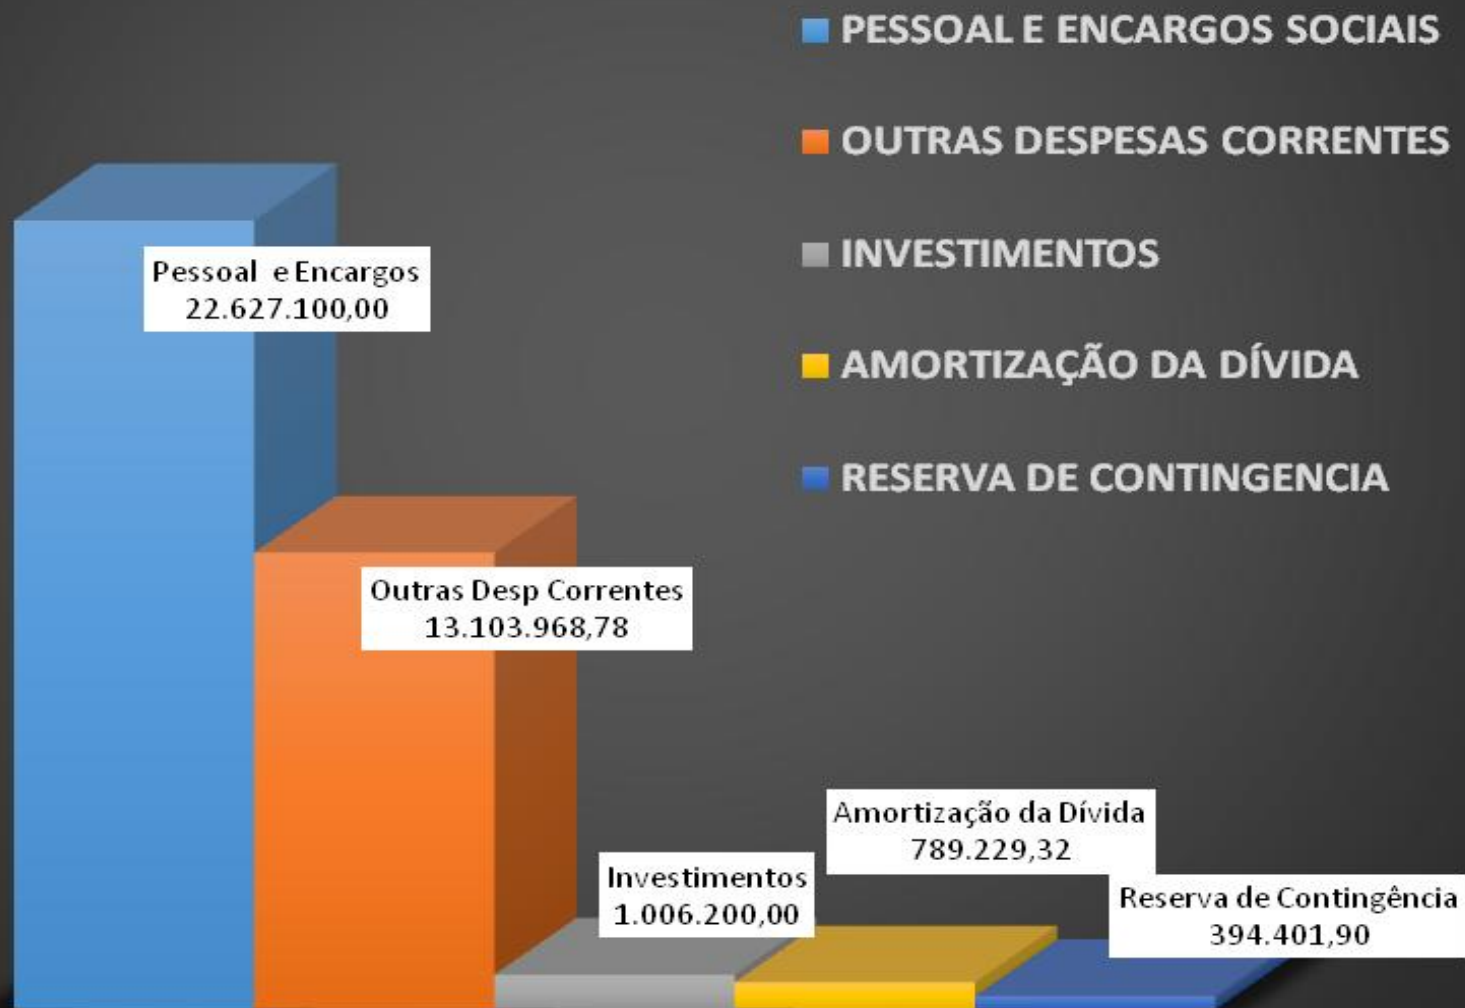 PESSOAL E ENCARGOS SOCIAIS
OUTRAS DESPESAS CORRENTES
INVESTIMENTOS
AMORTIZAÇÃO DA DÍVIDA
RESERVA DE CONTINGENCIA
Pessoal e Encargos
22.627.100,00
Outras Desp Correntes
13.103.968,78
Investimentos
1.006.200,00
Amortização da Dívida
789.229,32
Reserva de Contingência
394.401,90